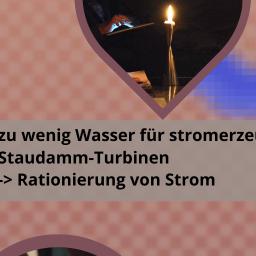 zu wenig Wasser für stromerzeu
Staudamm-Turbinen
-> Rationierung von Strom